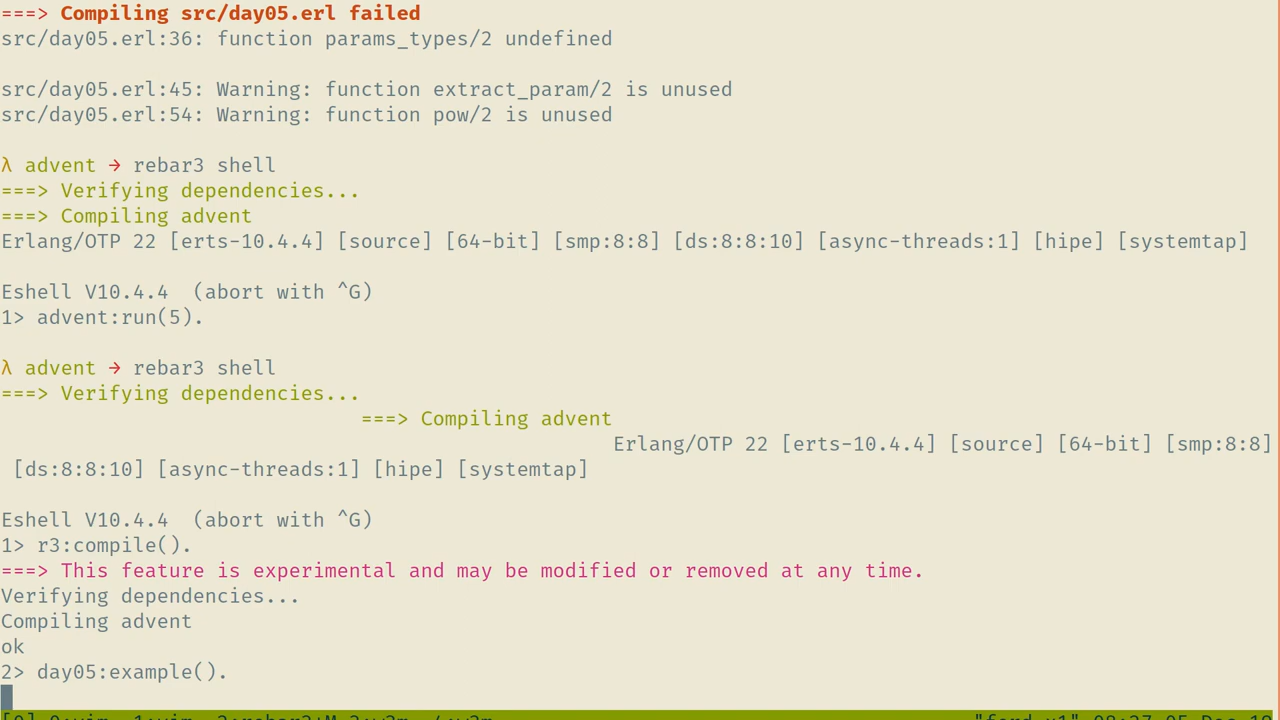 ===> Compiling src/day05.erl failed
src/day05.erl:36: function params_types/2 undefined
src/day05.erl:45: Warning: function extract_param/2 is unused
src/day05.erl:54: Warning: function pow/2 is unused
λ advent → rebar3 shell
===> Verifying dependencies...
===> Compiling advent
Erlang/OTP 22 [erts-10.4.4] [source] [64-bit] [smp:8:8] [ds:8:8:10] [async-threads:1] [hipe] [systemtap]
Eshell V10.4.4  (abort with ^G)
1> advent:run(5).
λ advent → rebar3 shell
===> Verifying dependencies...
===> Compiling advent
Erlang/OTP 22 [erts-10.4.4] [source] [64-bit] [smp:8:8]
[ds:8:8:10] [async-threads:1] [hipe] [systemtap]
Eshell V10.4.4  (abort with ^G)
1> r3:compile().
===> This feature is experimental and may be modified or removed at any time.
Verifying dependencies...
Compiling advent
ok
2> day05:example().